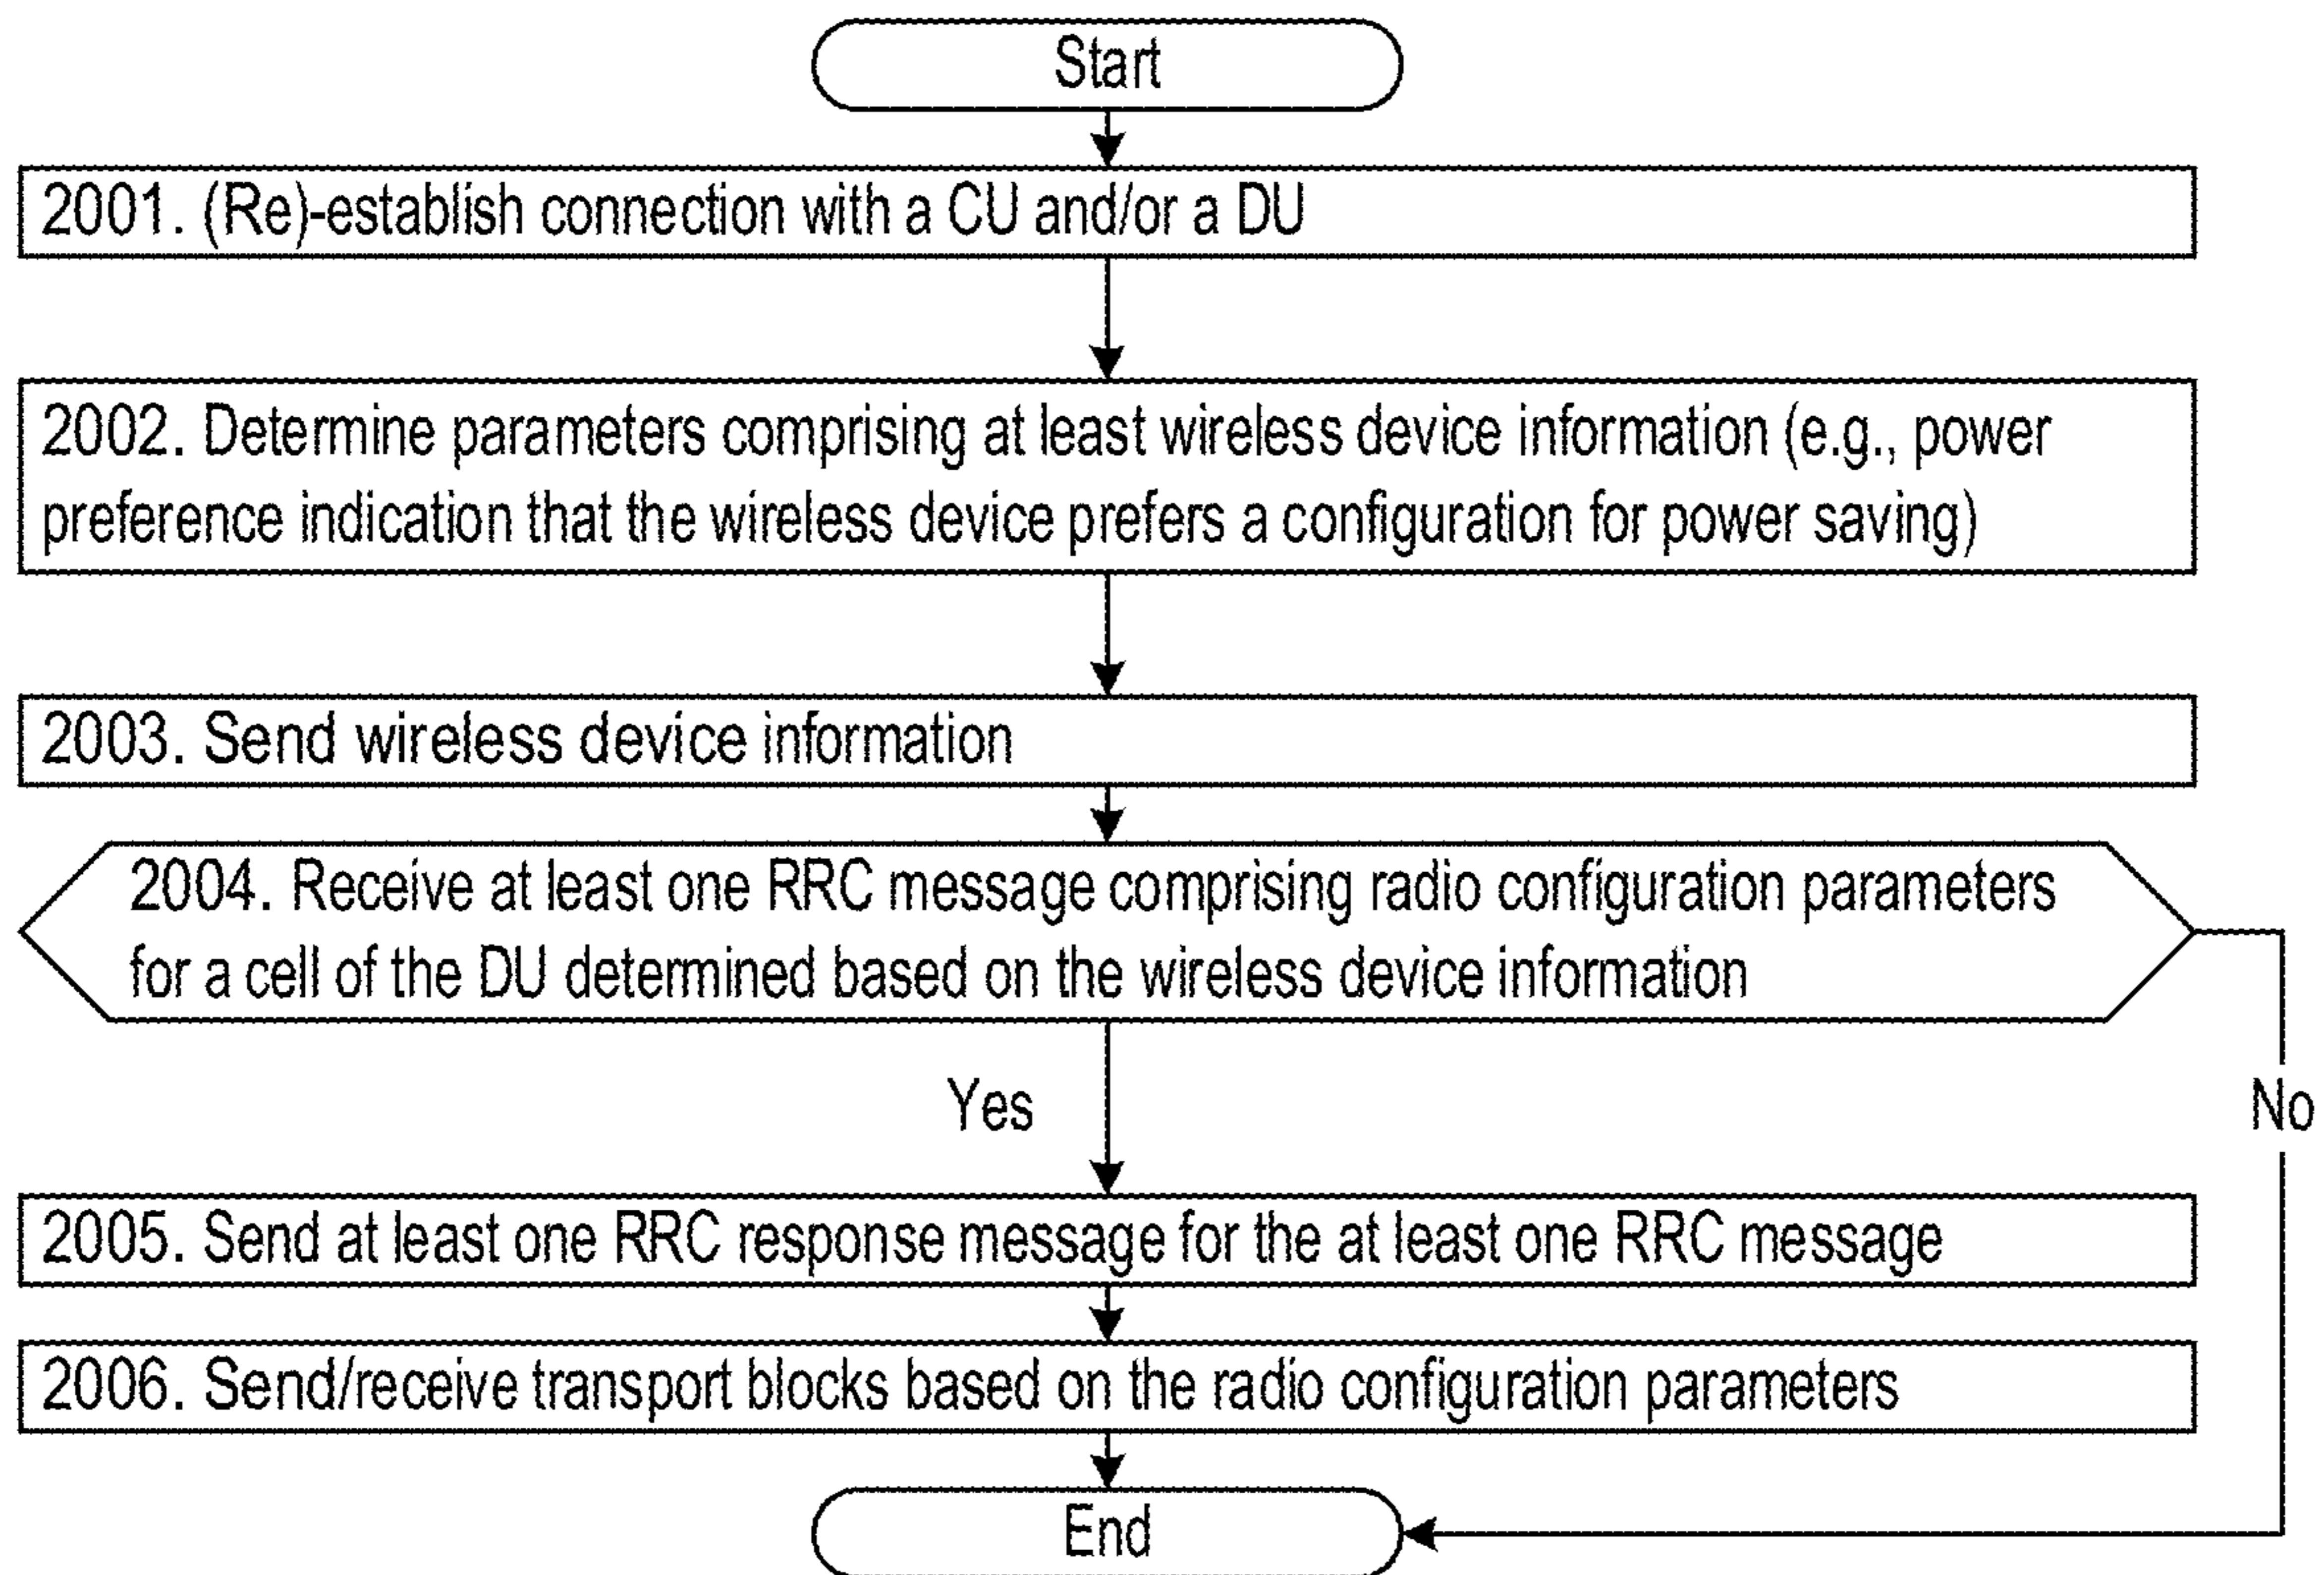 Start
2001. (Re)-establish connection with a CU and/or a DU
2002. Determine parameters comprising at least wireless device information (e.g., power
preference indication that the wireless device prefers a configuration for power saving)
2003. Send wireless device information
2004. Receive at least one RRC message comprising radio configuration parameters
for a cell of the DU determined based on the wireless device information
Yes
No
2005. Send at least one RRC response message for the at least one RRC message
2006. Send/receive transport blocks based on the radio configuration parameters
End